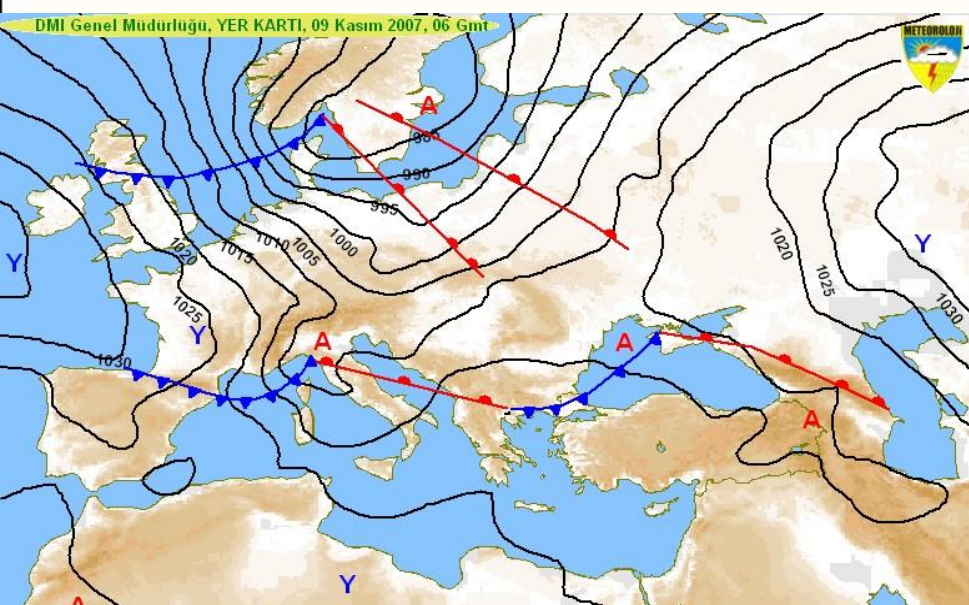 DMI Genel Müdürlüğü, YER KARTI, 09 Kasım 2007, 06 Gmt
METEOROLOJI
A
990
995
1000
1005
1010
1015
1020
1020
1025
Y
Y
1025
1030
Y
A
A
1030
A
Y
A